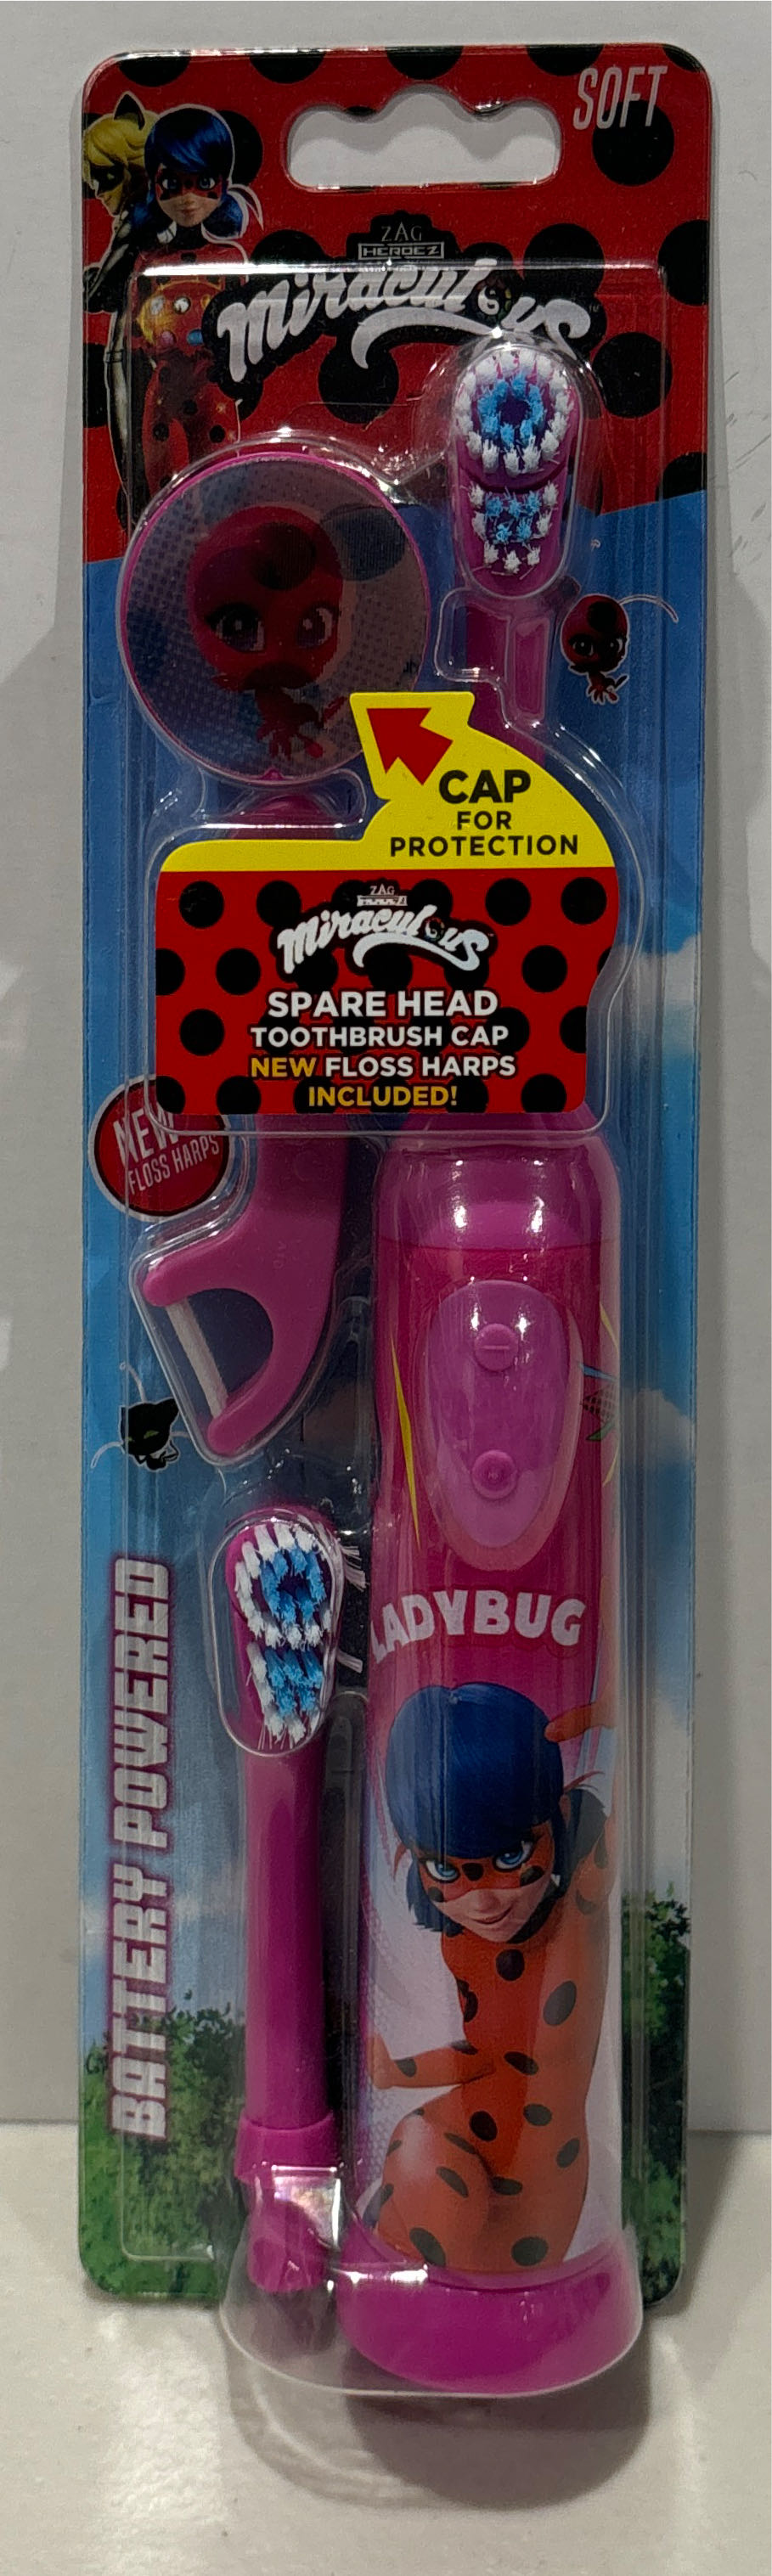 SOFT
ZAG
HEROEZ
Miraculous
CAP
FOR
PROTECTION
ZAG
HEROEZ
Miraculous
SPARE HEAD
TOOTHBRUSH CAP
NEW FLOSS HARPS
INCLUDED!
NEW
FLOSS HARPS
LADYBUG
BATTERY POWERED